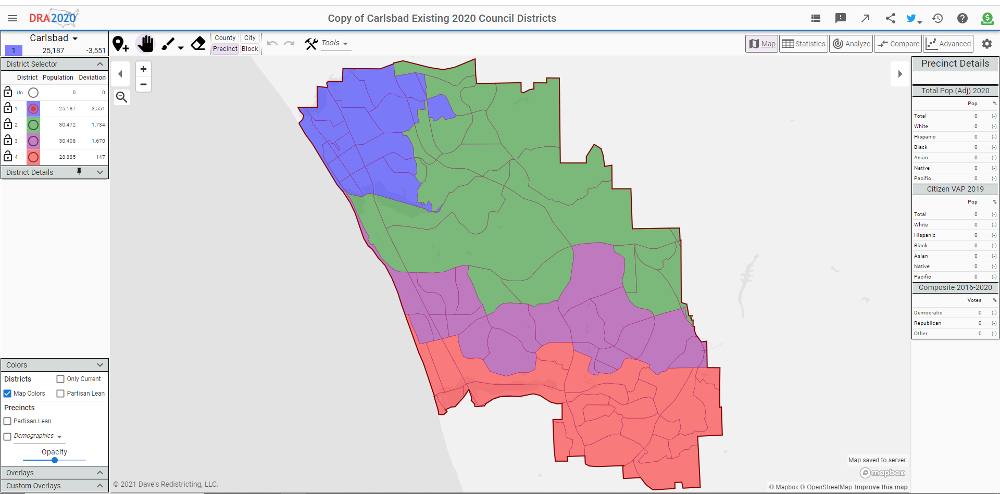 DRA2020
Copy of Carlsbad Existing 2020 Council Districts
Carlsbad
1 25,187 -3,551
County City
Precinct Block
Tools
Map
Statistics
Analyze
Compare
Advanced
District Selector
District Population Deviation
Un 0 0
1 25,187 -3,551
2 30,472 1,734
3 30,408 1,670
4 28,885 147
District Details
Colors
Districts Only Current
Map Colors Partisan Lean
Precincts
Partisan Lean
Demographics
Opacity
Overlays
Custom Overlays
+
−
© 2021 Dave's Redistricting, LLC.
Map saved to server.
mapbox
© Mapbox © OpenStreetMap Improve this map
Precinct Details
Total Pop (Adj) 2020
Pop %
Total 0 (-)
White 0 (-)
Hispanic 0 (-)
Black 0 (-)
Asian 0 (-)
Native 0 (-)
Pacific 0 (-)
Citizen VAP 2019
Pop %
Total 0 (-)
White 0 (-)
Hispanic 0 (-)
Black 0 (-)
Asian 0 (-)
Native 0 (-)
Pacific 0 (-)
Composite 2016-2020
Votes %
Democratic 0 (-)
Republican 0 (-)
Other 0 (-)